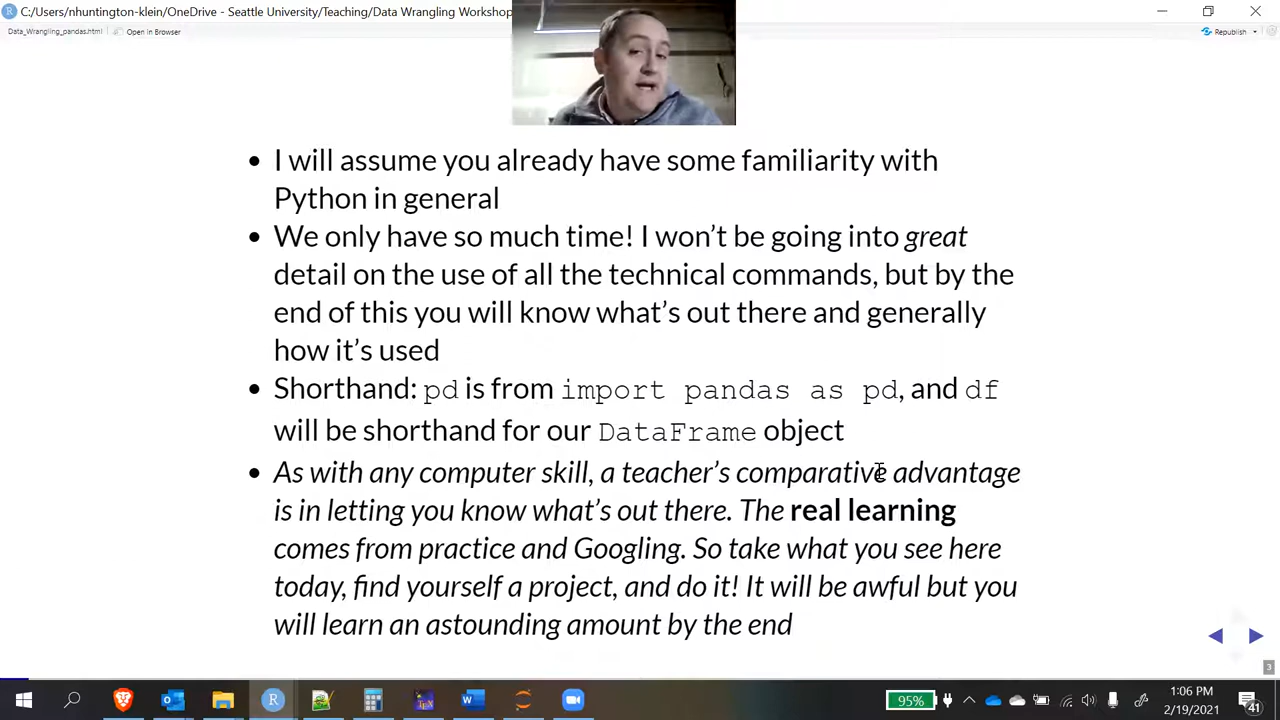 C:/Users/nhuntington-klein/OneDrive - Seattle University/Teaching/Data Wrangling Workshop
Data_Wrangling_pandas.html Open in Browser Republish
• I will assume you already have some familiarity with
Python in general
• We only have so much time! I won’t be going into great
detail on the use of all the technical commands, but by the
end of this you will know what’s out there and generally
how it’s used
• Shorthand: pd is from import pandas as pd, and df
will be shorthand for our DataFrame object
• As with any computer skill, a teacher’s comparative advantage
is in letting you know what’s out there. The real learning
comes from practice and Googling. So take what you see here
today, find yourself a project, and do it! It will be awful but you
will learn an astounding amount by the end
3
95%
1:06 PM
2/19/2021
41